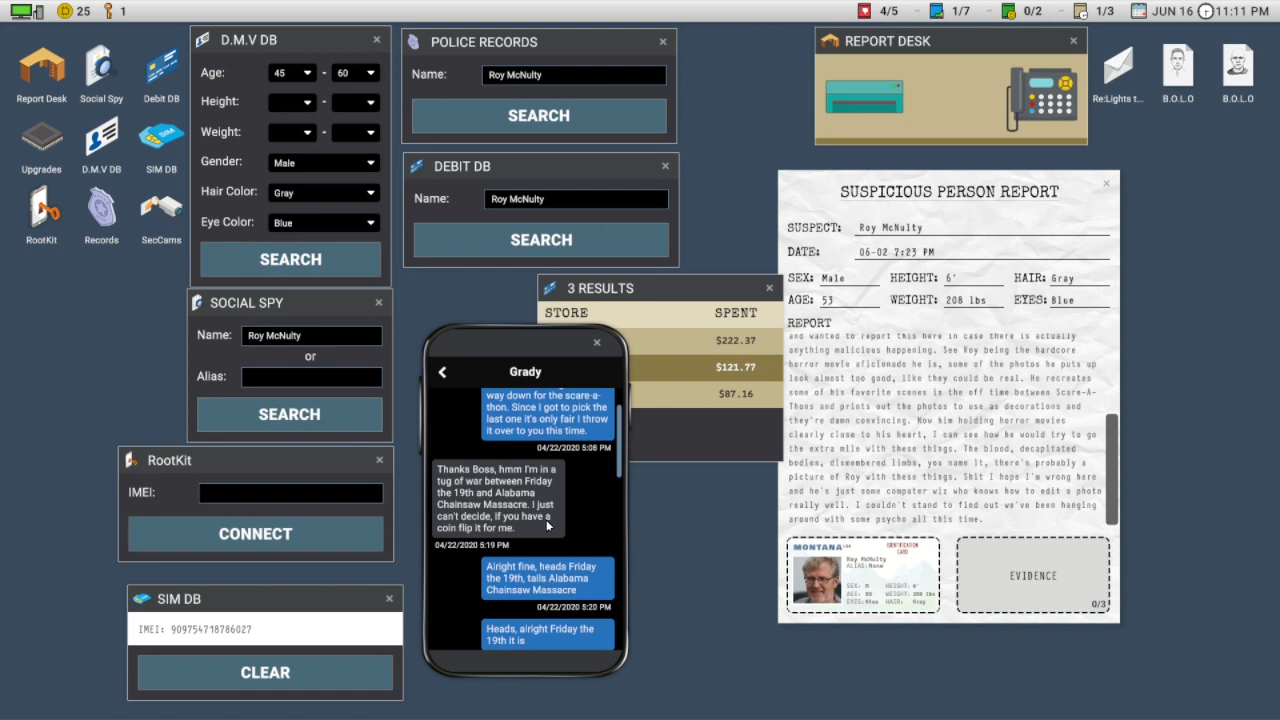 25
1
4/5
1/7
0/2
1/3
JUN 16
11:11 PM
Report Desk
Social Spy
Debit DB
Upgrades
D.M.V DB
SIM DB
RootKit
Records
SecCams
D.M.V DB
Age:
45
-
60
Height:
-
Weight:
-
Gender:
Male
Hair Color:
Gray
Eye Color:
Blue
SEARCH
SOCIAL SPY
Name:
Roy McNulty
or
Alias:
SEARCH
RootKit
IMEI:
CONNECT
SIM DB
IMEI: 909754718786027
CLEAR
POLICE RECORDS
Name:
Roy McNulty
SEARCH
DEBIT DB
Name:
Roy McNulty
SEARCH
3 RESULTS
STORE
SPENT
$222.37
$121.77
$87.16
Grady
way down for the scare-a-
thon. Since I got to pick the
last one it's only fair I throw
it over to you this time.
04/22/2020 5:08 PM
Thanks Boss, hmm I'm in a
tug of war between Friday
the 19th and Alabama
Chainsaw Massacre. I just
can't decide, if you have a
coin flip it for me.
04/22/2020 5:19 PM
Alright fine, heads Friday
the 19th, tails Alabama
Chainsaw Massacre
04/22/2020 5:20 PM
Heads, alright Friday the
19th it is
REPORT DESK
Re:Lights t...
B.O.L.O
B.O.L.O
SUSPICIOUS PERSON REPORT
SUSPECT: Roy McNulty
DATE: 06-02 7:23 PM
SEX: Male
HEIGHT: 6'
HAIR: Gray
AGE: 53
WEIGHT: 208 lbs
EYES: Blue
REPORT
and wanted to report this here in case there is actually
anything malicious happening. See Roy being the hardcore
horror movie aficionado he is, some of the photos he puts up
look almost too good, like they could be real. He recreates
some of his favorite scenes in the off time between Scare-A-
Thons and prints out the photos to use as decorations and
they're damn convincing. Now him holding horror movies
clearly close to his heart, I can see how he would try to go
the extra mile with these things. The blood, decapitated
bodies, dismembered limbs, you name it, there's probably a
picture of Roy with these things. Shit I hope I'm wrong here
and he's just some computer wiz who knows how to edit a photo
really well. I couldn't stand to find out we've been hanging
around with some psycho all this time.
MONTANA USA
IDENTIFICATION
CARD
Roy McNulty
ALIAS:None
SEX: M
HEIGHT: 6'
AGE: 53
WEIGHT: 208 lbs
EYES:Blue
HAIR: Gray
EVIDENCE
0/3